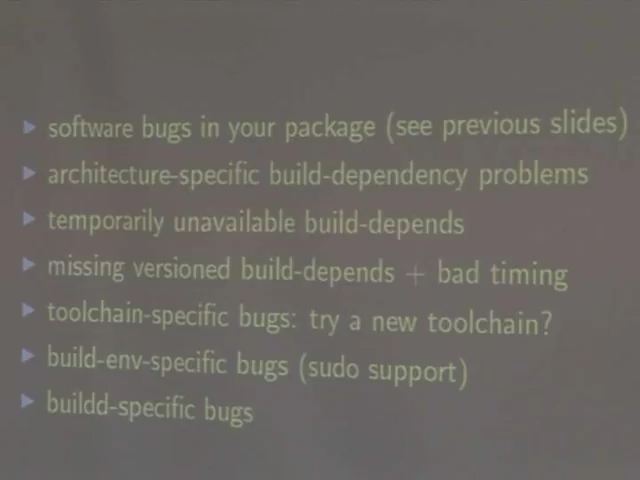 software bugs in your package (see previous slides)
architecture-specific build-dependency problems
temporarily unavailable build-depends
missing versioned build-depends + bad timing
toolchain-specific bugs: try a new toolchain?
build-env-specific bugs (sudo support)
buildd-specific bugs